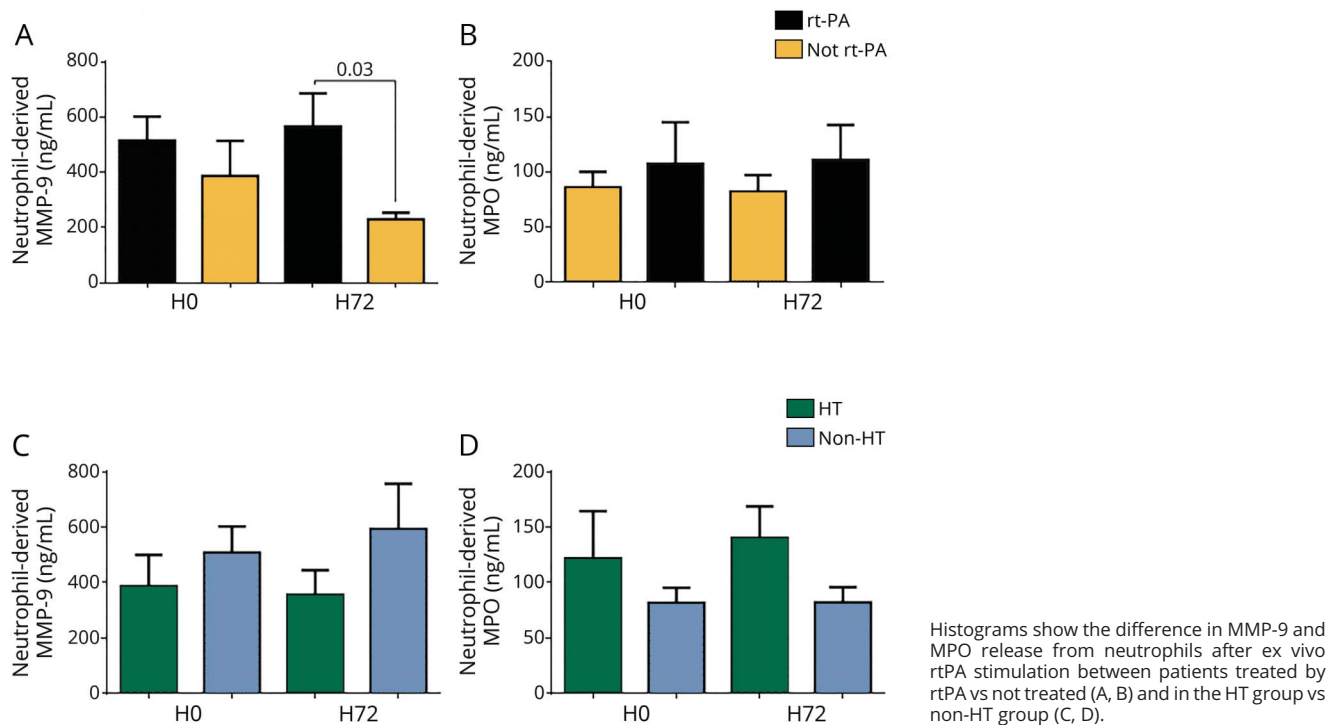 A
Neutrophil-derived
MMP-9 (ng/mL)
800
600
400
200
0
0.03
H0
H72
B
rt-PA
Not rt-PA
Neutrophil-derived
MPO (ng/mL)
200
150
100
50
0
H0
H72
C
Neutrophil-derived
MMP-9 (ng/mL)
800
600
400
200
0
H0
H72
D
HT
Non-HT
Neutrophil-derived
MPO (ng/mL)
200
150
100
50
0
H0
H72
Histograms show the difference in MMP-9 and
MPO release from neutrophils after ex vivo
rtPA stimulation between patients treated by
rtPA vs not treated (A, B) and in the HT group vs
non-HT group (C, D).